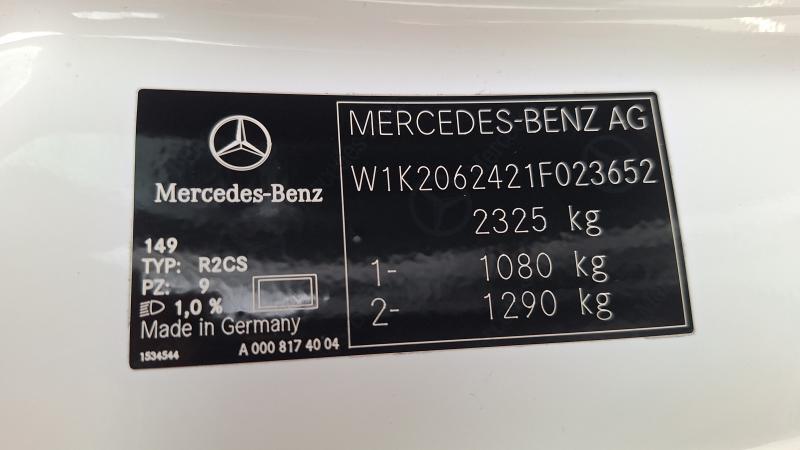 Mercedes-Benz
149
TYP: R2CS
PZ: 9
1,0 %
Made in Germany
1534544
A 000 817 40 04
MERCEDES-BENZ AG
W1K2062421F023652
2325 kg
1- 1080 kg
2- 1290 kg